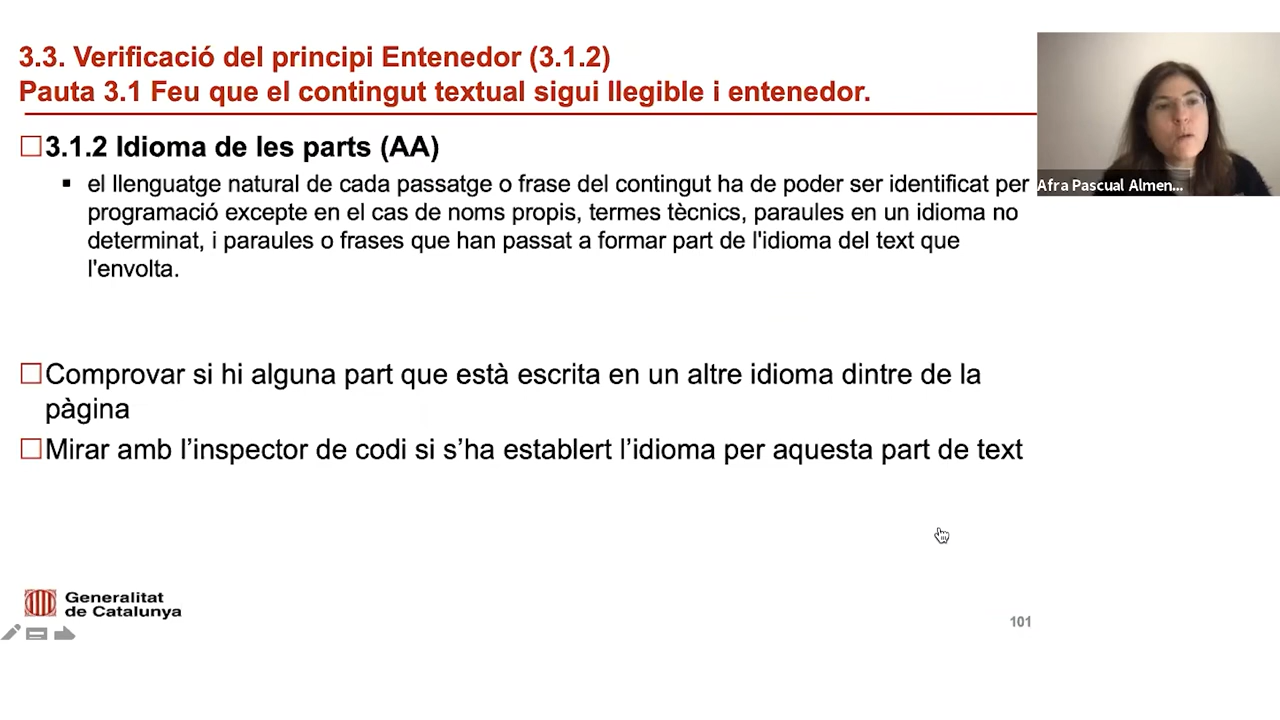 3.3. Verificació del principi Entenedor (3.1.2)
Pauta 3.1 Feu que el contingut textual sigui llegible i entenedor.
3.1.2 Idioma de les parts (AA)
el llenguatge natural de cada passatge o frase del contingut ha de poder ser identificat per
programació excepte en el cas de noms propis, termes tècnics, paraules en un idioma no
determinat, i paraules o frases que han passat a formar part de l'idioma del text que
l'envolta.
Afra Pascual Almen...
Comprovar si hi alguna part que està escrita en un altre idioma dintre de la
pàgina
Mirar amb l’inspector de codi si s’ha establert l’idioma per aquesta part de text
Generalitat
de Catalunya
101